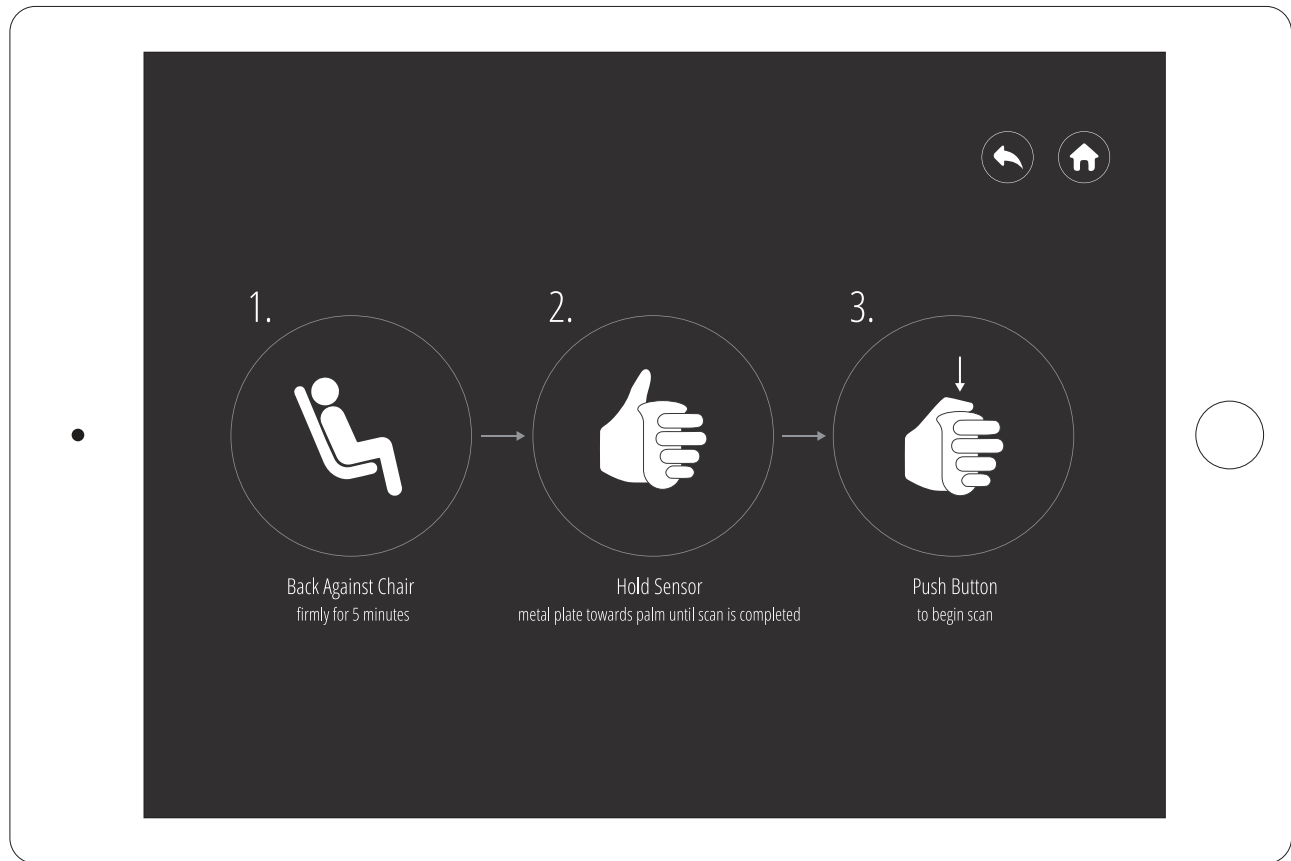 1.
Back Against Chair
firmly for 5 minutes
2.
Hold Sensor
metal plate towards palm until scan is completed
3.
Push Button
to begin scan